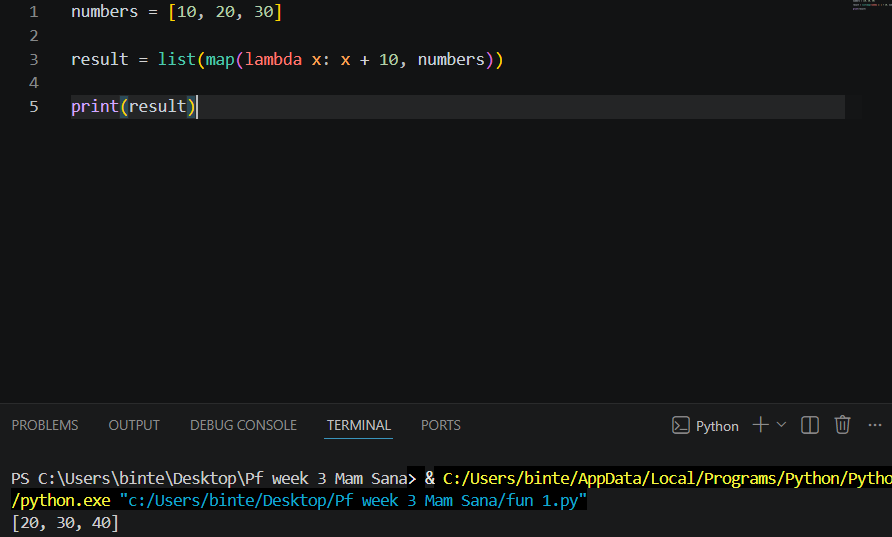 1 numbers = [10, 20, 30]
2
3 result = list(map(lambda x: x + 10, numbers))
4
5 print(result)
PROBLEMS OUTPUT DEBUG CONSOLE TERMINAL PORTS Python
PS C:\Users\binte\Desktop\Pf week 3 Mam Sana> & C:/Users/binte/AppData/Local/Programs/Python/Pytho
/python.exe "c:/Users/binte/Desktop/Pf week 3 Mam Sana/fun 1.py"
[20, 30, 40]